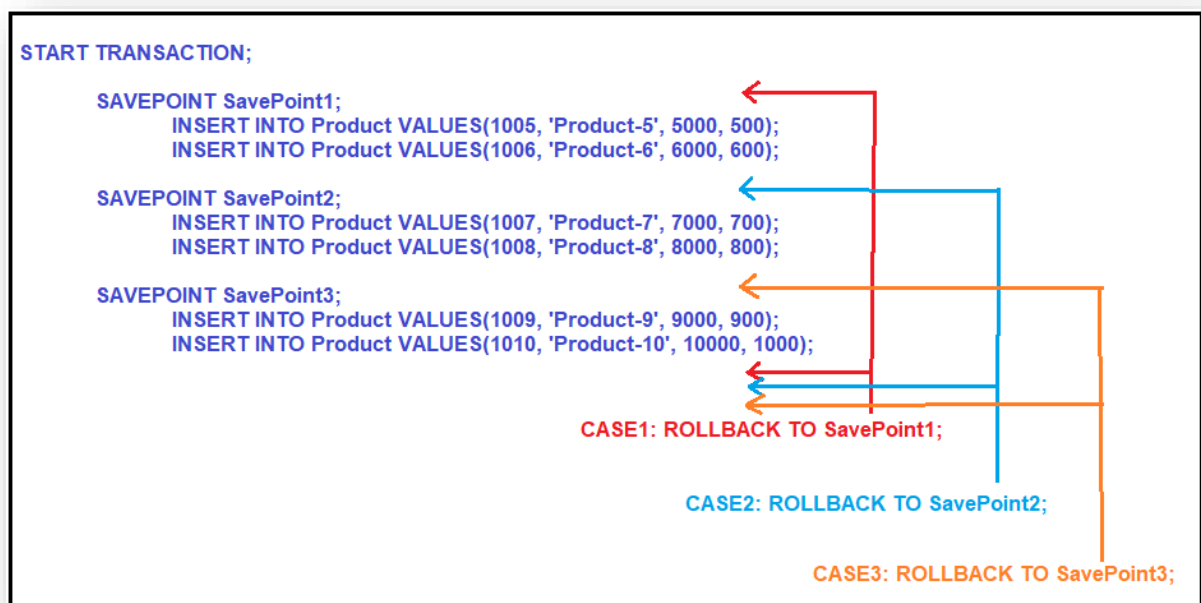 START TRANSACTION;
SAVEPOINT SavePoint1;
INSERT INTO Product VALUES(1005, 'Product-5', 5000, 500);
INSERT INTO Product VALUES(1006, 'Product-6', 6000, 600);
SAVEPOINT SavePoint2;
INSERT INTO Product VALUES(1007, 'Product-7', 7000, 700);
INSERT INTO Product VALUES(1008, 'Product-8', 8000, 800);
SAVEPOINT SavePoint3;
INSERT INTO Product VALUES(1009, 'Product-9', 9000, 900);
INSERT INTO Product VALUES(1010, 'Product-10', 10000, 1000);
CASE1: ROLLBACK TO SavePoint1;
CASE2: ROLLBACK TO SavePoint2;
CASE3: ROLLBACK TO SavePoint3;